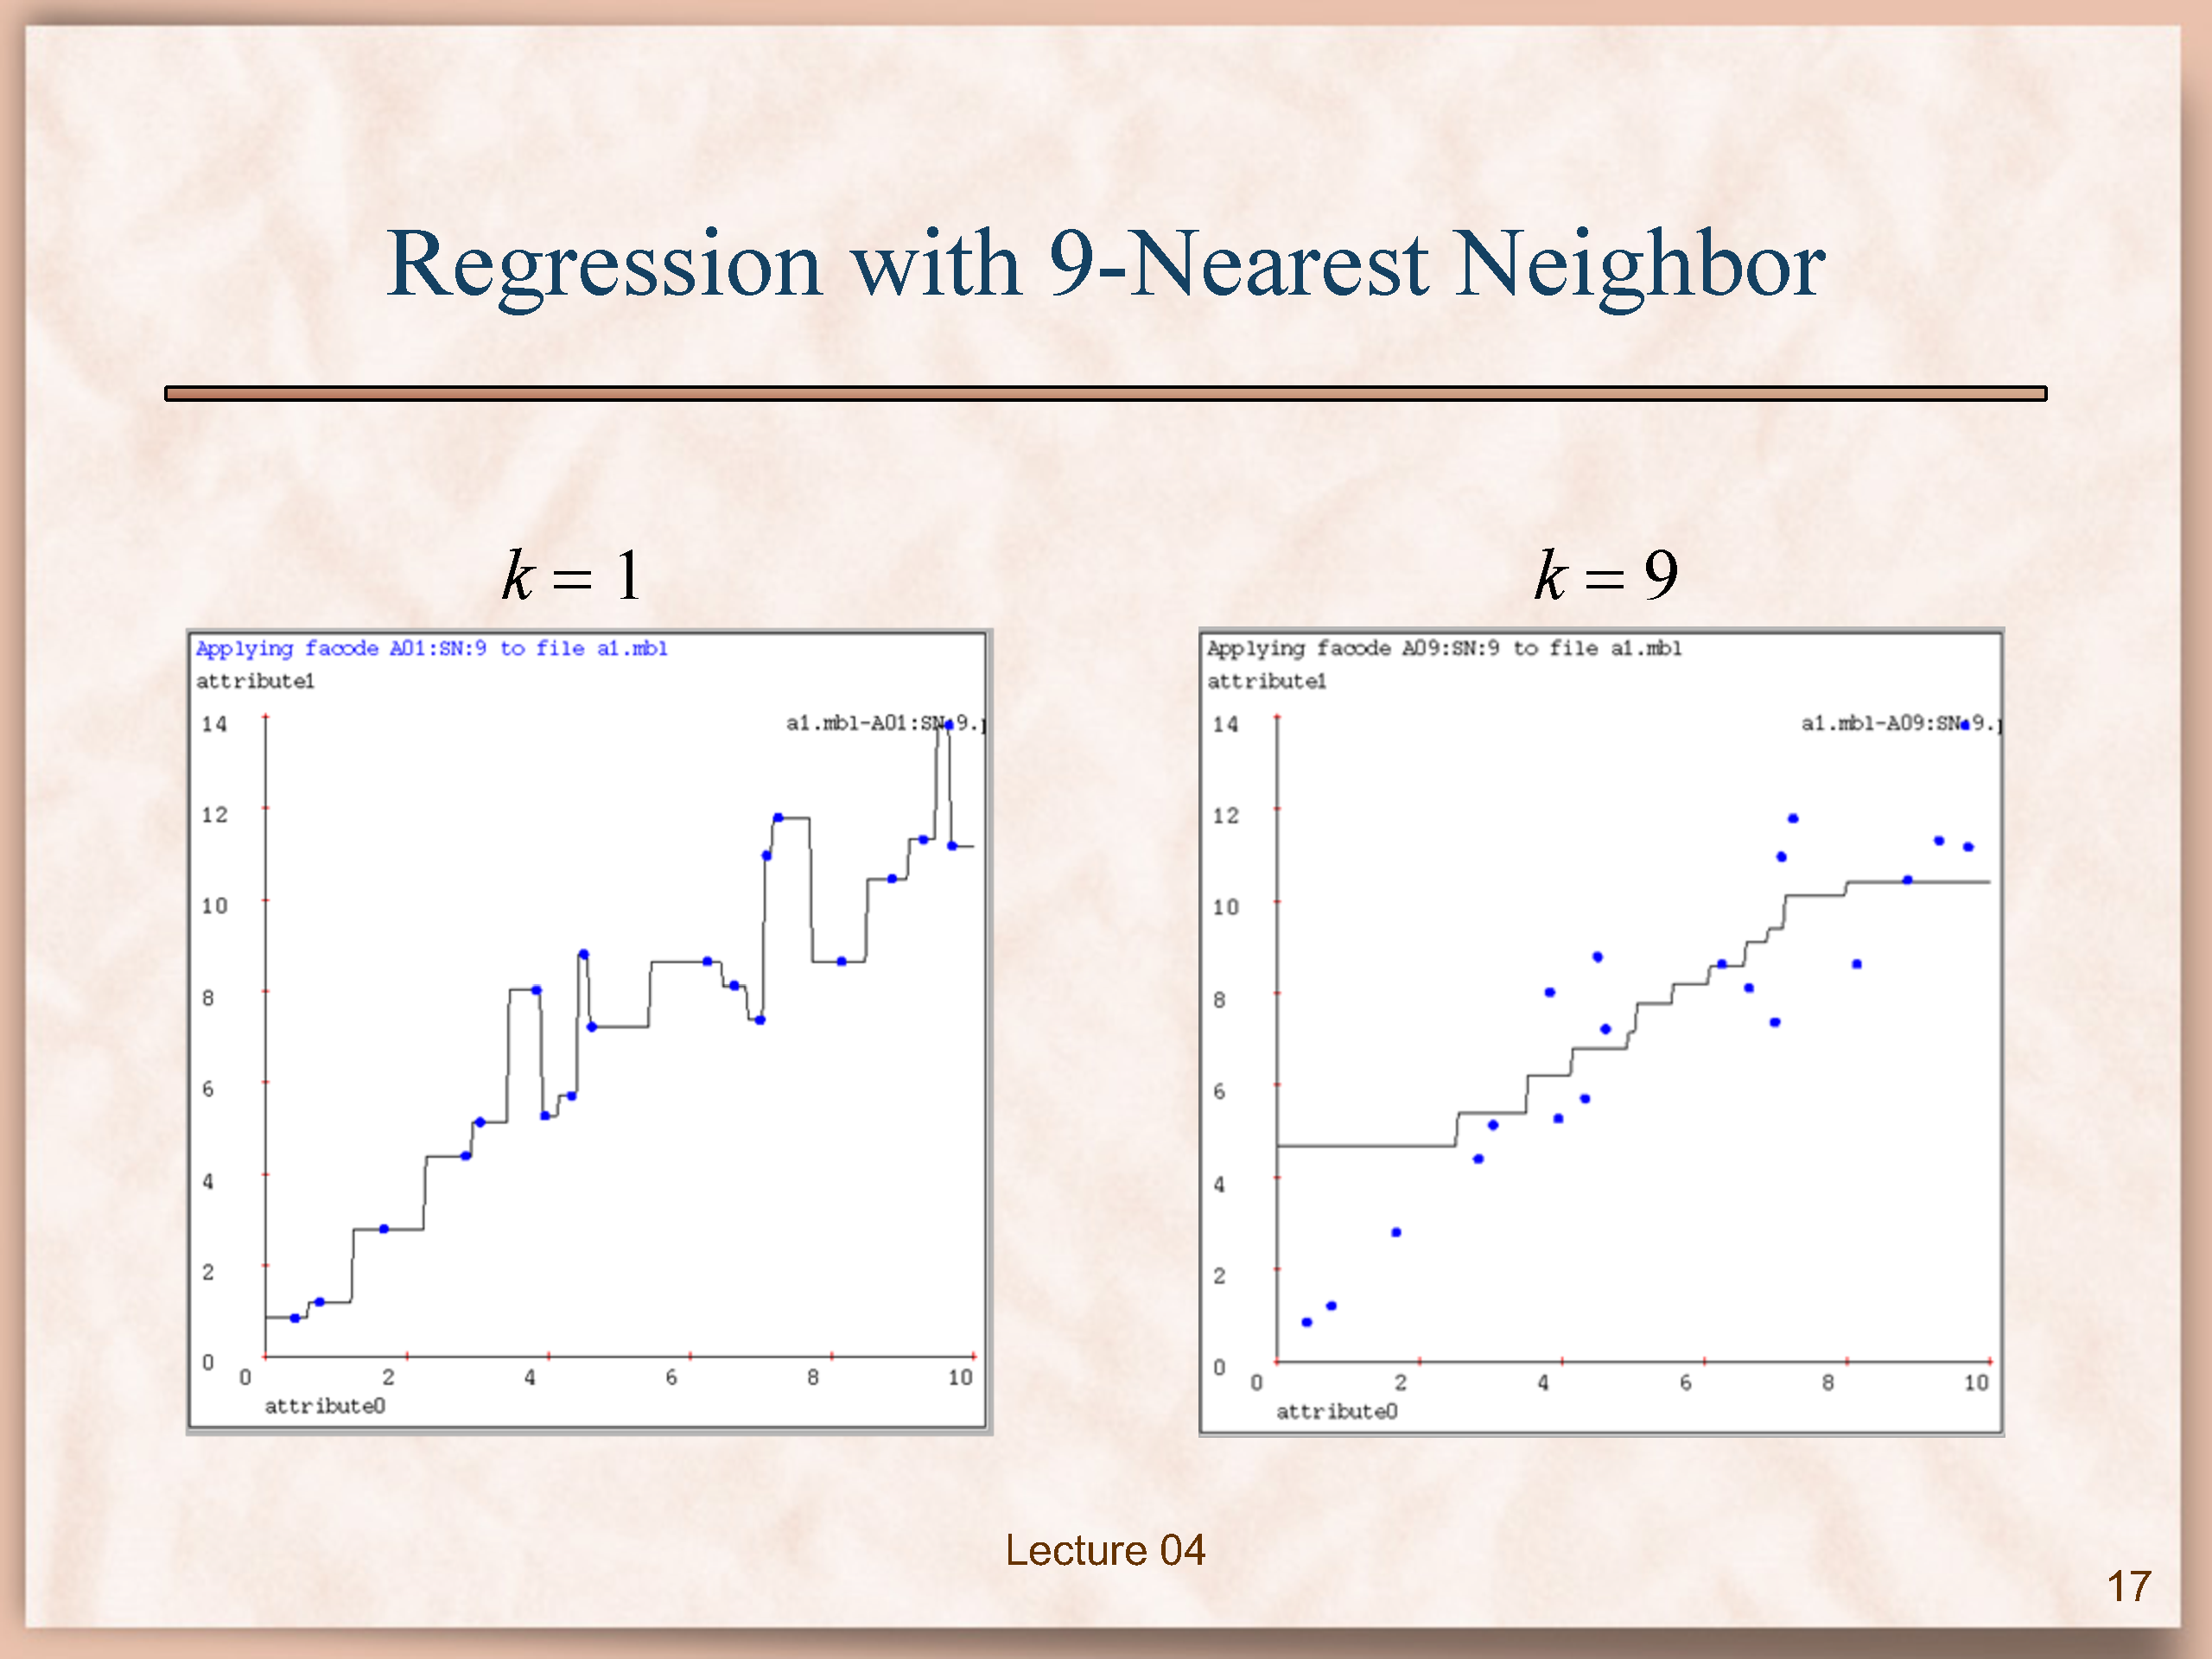 Regression with 9-Nearest Neighbor
k = 1
k = 9
Applying facode A01:SN:9 to file a1.mbl
attribute1
a1.mbl-A01:SN:9.
14
12
10
8
6
4
2
0
0 2 4 6 8 10
attribute0
Applying facode A09:SN:9 to file a1.mbl
attribute1
a1.mbl-A09:SN:9.
14
12
10
8
6
4
2
0
0 2 4 6 8 10
attribute0
Lecture 04
17